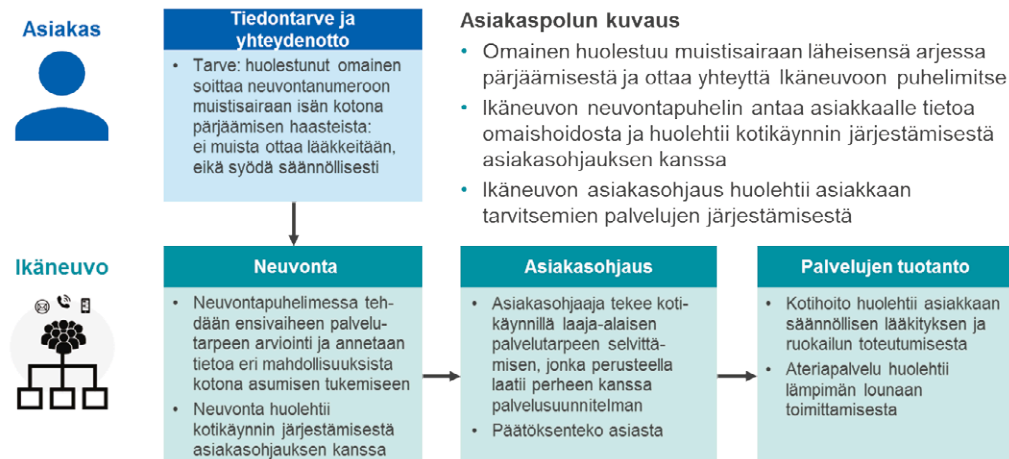 Asiakas
Tiedontarve ja
yhteydenotto
• Tarve: huolestunut omainen
soittaa neuvontanumeroon
muistisairaan isän kotona
pärjäämisen haasteista:
ei muista ottaa lääkkeitään,
eikä syödä säännöllisesti
Asiakaspolun kuvaus
• Omainen huolestuu muistisairaan läheisensä arjessa
pärjäämisestä ja ottaa yhteyttä Ikäneuvoon puhelimitse
• Ikäneuvon neuvontapuhelin antaa asiakkaalle tietoa
omaishoidosta ja huolehtii kotikäynnin järjestämisestä
asiakasohjauksen kanssa
• Ikäneuvon asiakasohjaus huolehtii asiakkaan
tarvitsemien palvelujen järjestämisestä
Ikäneuvo
Neuvonta
• Neuvontapuhelimessa teh-
dään ensivaiheen palvelu-
tarpeen arviointi ja annetaan
tietoa eri mahdollisuuksista
kotona asumisen tukemiseen
• Neuvonta huolehtii
kotikäynnin järjestämisestä
asiakasohjauksen kanssa
Asiakasohjaus
• Asiakasohjaaja tekee koti-
käynnillä laaja-alaisen
palvelutarpeen selvittä-
misen, jonka perusteella
laatii perheen kanssa
palvelusuunnitelman
• Päätöksenteko asiasta
Palvelujen tuotanto
• Kotihoito huolehtii asiakkaan
säännöllisen lääkityksen ja
ruokailun toteutumisesta
• Ateriapalvelu huolehtii
lämpimän lounaan
toimittamisesta